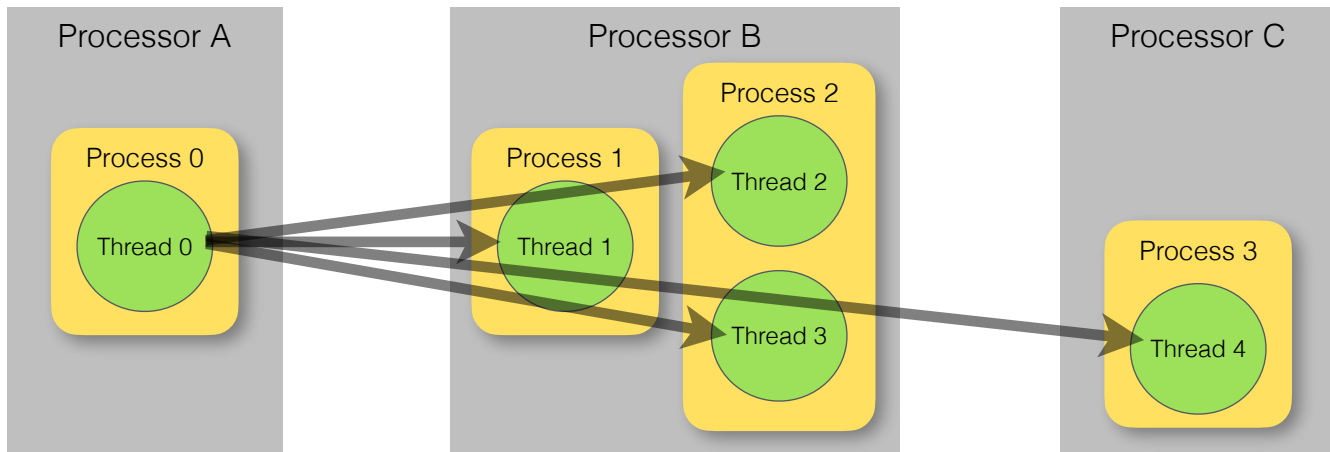 Processor A
Processor B
Processor C
Process 0
Thread 0
Process 1
Thread 1
Process 2
Thread 2
Thread 3
Process 3
Thread 4